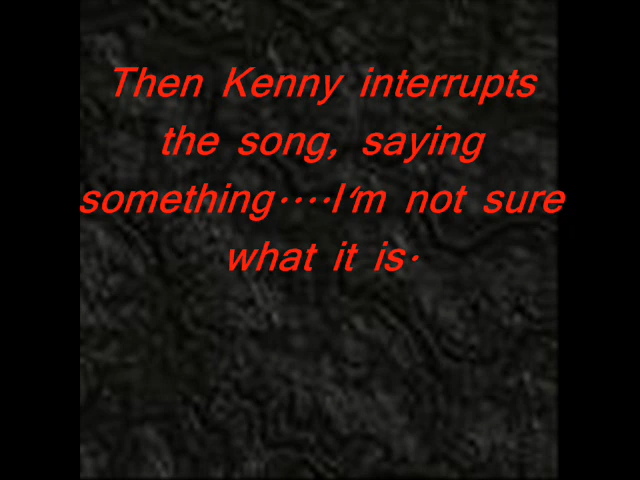 Then Kenny interrupts
the song, saying
something....I'm not sure
what it is.